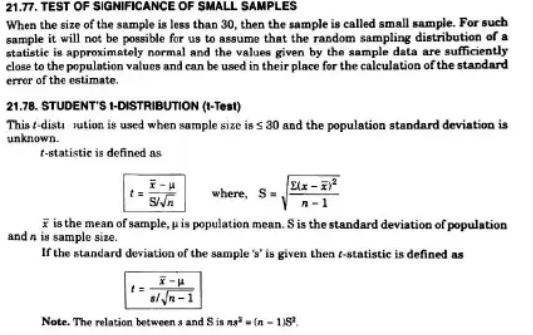 21.77. TEST OF SIGNIFICANCE OF SMALL SAMPLES
When the size of the sample is less than 30, then the sample is called small sample. For such
sample it will not be possible for us to assume that the random sampling distribution of a
statistic is approximately normal and the values given by the sample data are sufficiently
close to the population values and can be used in their place for the calculation of the standard
error of the estimate.
21.78. STUDENT'S t-DISTRIBUTION (t-Test)
This t-distribution is used when sample size is ≤ 30 and the population standard deviation is
unknown.
t-statistic is defined as
t = (x̄ – μ)/(S/√n) where, S = √(Σ(x – x̄)²/(n – 1))
x̄ is the mean of sample, μ is population mean. S is the standard deviation of population
and n is sample size.
If the standard deviation of the sample 's' is given then t-statistic is defined as
t = (x̄ – μ)/(s/√(n – 1))
Note. The relation between s and S is ns² = (n – 1)S².